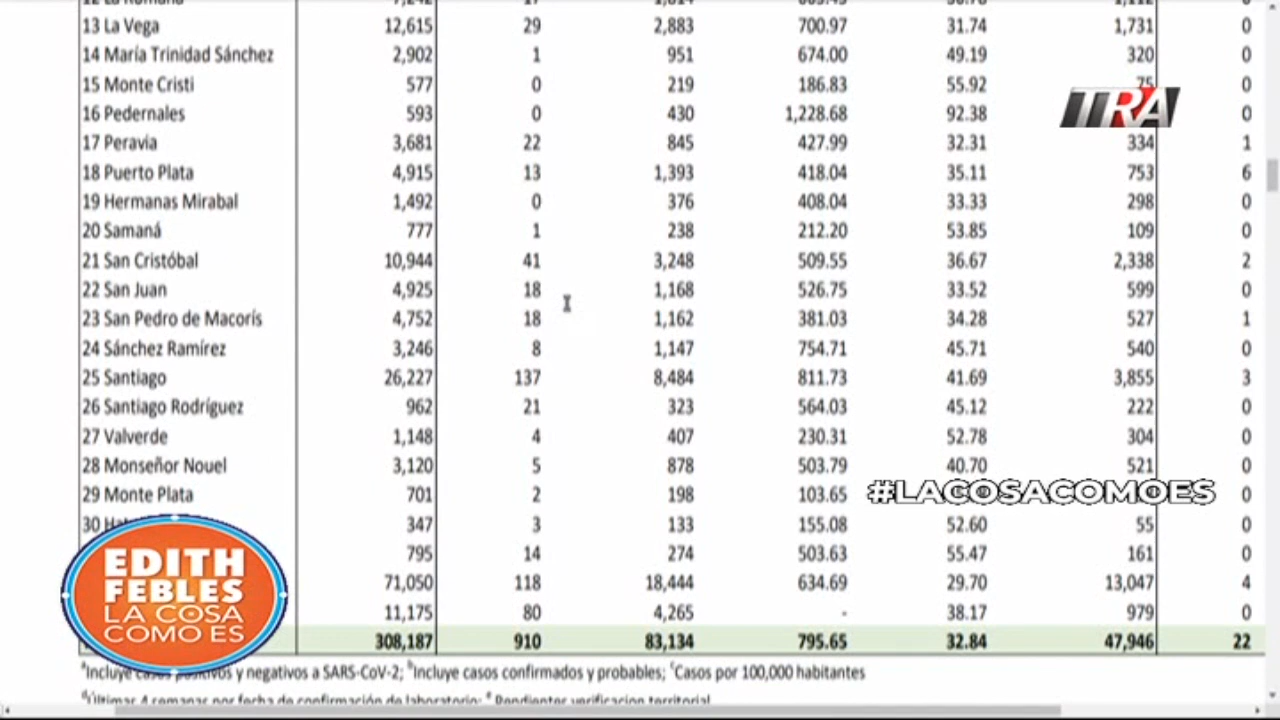 13 La Vega 12,615 29 2,883 700.97 31.74 1,731 0
14 María Trinidad Sánchez 2,902 1 951 674.00 49.19 320 0
15 Monte Cristi 577 0 219 186.83 55.92 75 0
TRA
16 Pedernales 593 0 430 1,228.68 92.38 0
17 Peravia 3,681 22 845 427.99 32.31 334 1
18 Puerto Plata 4,915 13 1,393 418.04 35.11 753 6
19 Hermanas Mirabal 1,492 0 376 408.04 33.33 298 0
20 Samaná 777 1 238 212.20 53.85 109 0
21 San Cristóbal 10,944 41 3,248 509.55 36.67 2,338 2
22 San Juan 4,925 18 1,168 526.75 33.52 599 0
23 San Pedro de Macorís 4,752 18 1,162 381.03 34.28 527 1
24 Sánchez Ramírez 3,246 8 1,147 754.71 45.71 540 0
25 Santiago 26,227 137 8,484 811.73 41.69 3,855 3
26 Santiago Rodríguez 962 21 323 564.03 45.12 222 0
27 Valverde 1,148 4 407 230.31 52.78 304 0
28 Monseñor Nouel 3,120 5 878 503.79 40.70 521 0
29 Monte Plata 701 2 198 103.65 0
#LACOSACOMOES
30 347 3 133 155.08 52.60 55 0
795 14 274 503.63 55.47 161 0
71,050 118 18,444 634.69 29.70 13,047 4
11,175 80 4,265 - 38.17 979 0
308,187 910 83,134 795.65 32.84 47,946 22
EDITH
FEBLES
LA COSA
COMO ES
ᵃIncluye casos positivos y negativos a SARS-CoV-2; ᵇIncluye casos confirmados y probables; ᶜCasos por 100,000 habitantes
ᵈÚltimas 4 semanas por fecha de confirmación de laboratorio; ᵉ Pendientes verificacion territorial